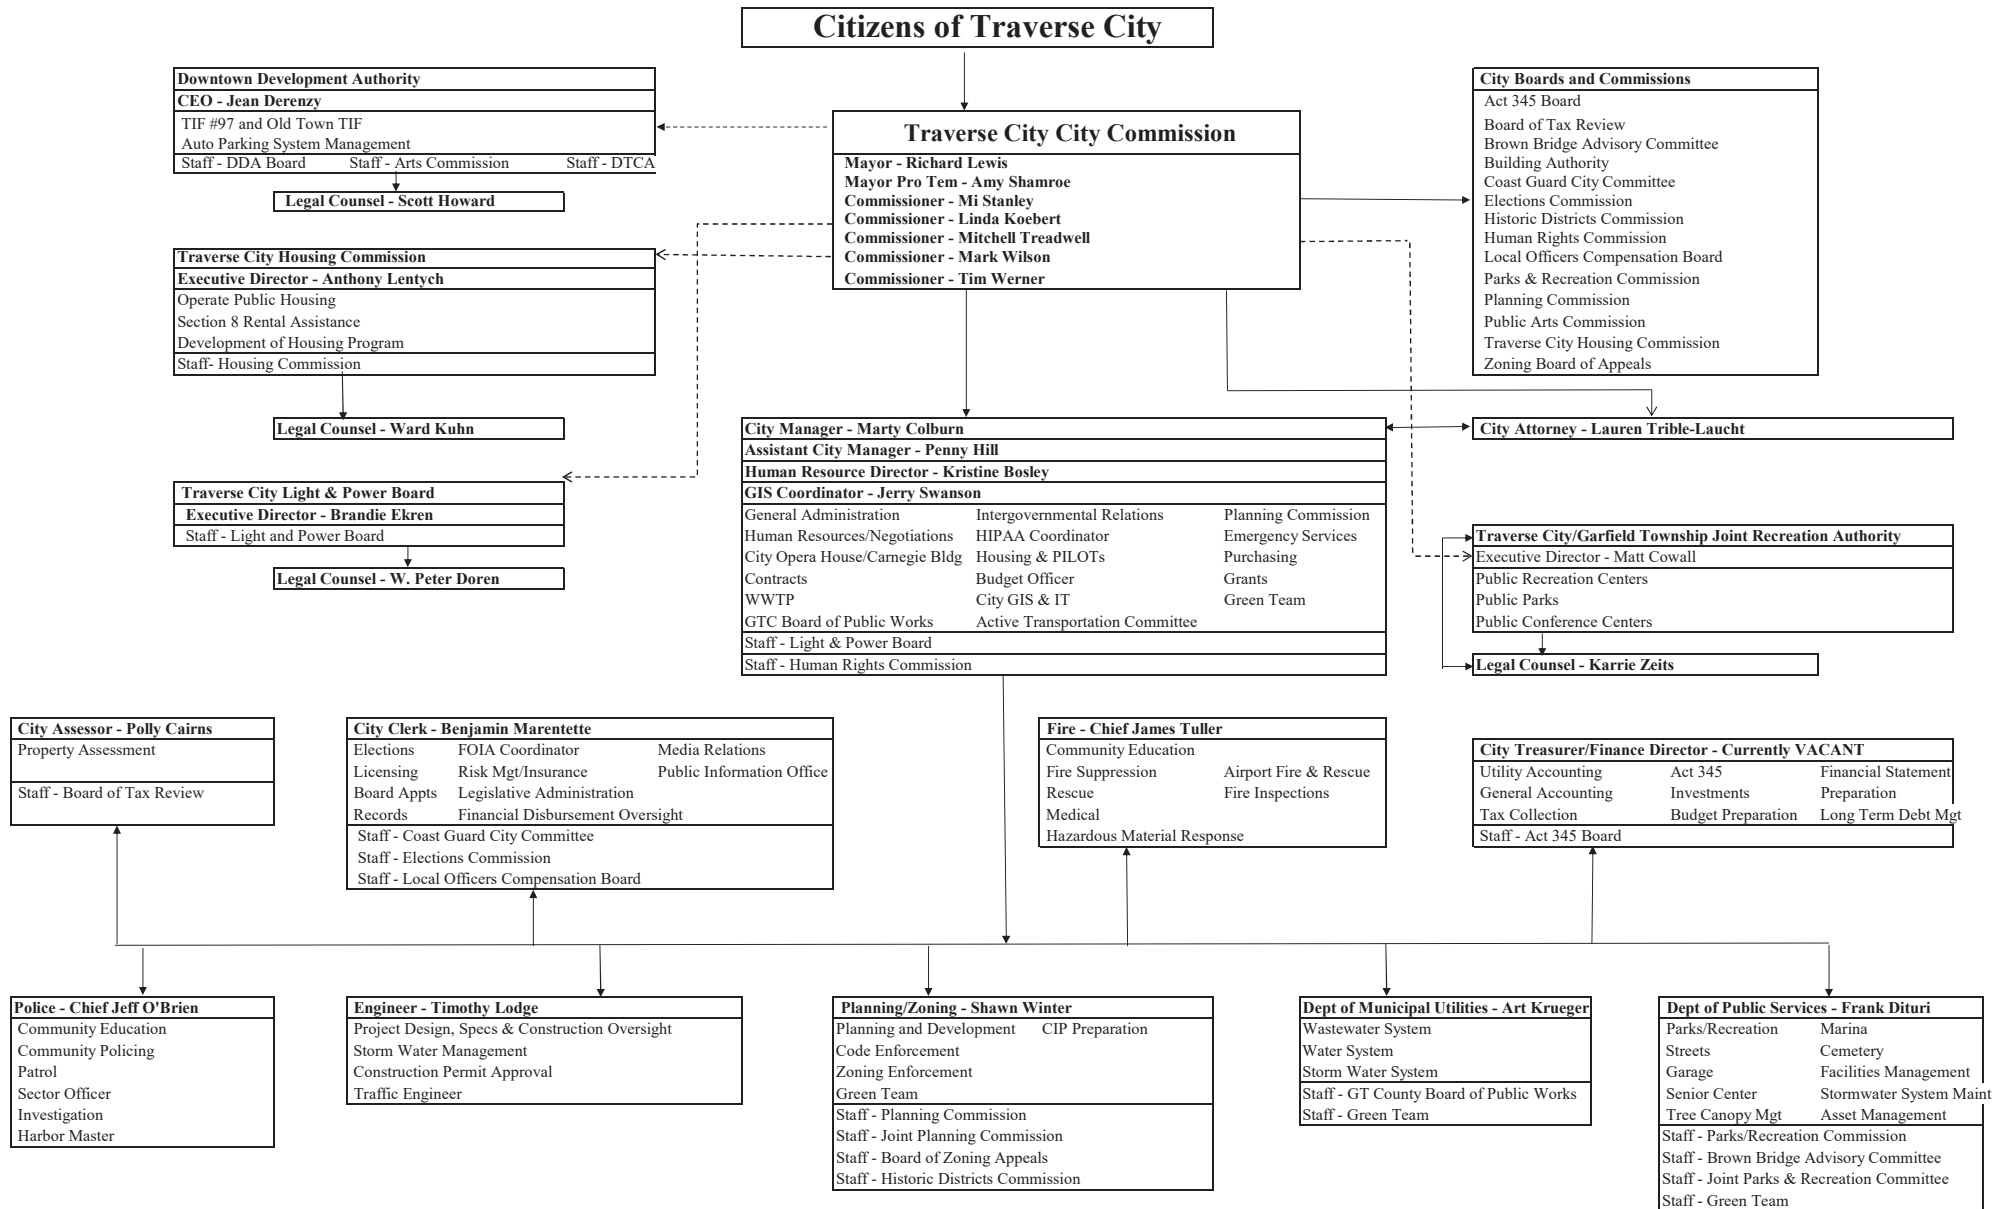 Citizens of Traverse City
Downtown Development Authority
CEO - Jean Derenzy
TIF #97 and Old Town TIF
Auto Parking System Management
Staff - DDA Board Staff - Arts Commission Staff - DTCA
Legal Counsel - Scott Howard
Traverse City City Commission
Mayor - Richard Lewis
Mayor Pro Tem - Amy Shamroe
Commissioner - Mi Stanley
Commissioner - Linda Koebert
Commissioner - Mitchell Treadwell
Commissioner - Mark Wilson
Commissioner - Tim Werner
City Boards and Commissions
Act 345 Board
Board of Tax Review
Brown Bridge Advisory Committee
Building Authority
Coast Guard City Committee
Elections Commission
Historic Districts Commission
Human Rights Commission
Local Officers Compensation Board
Parks & Recreation Commission
Planning Commission
Public Arts Commission
Traverse City Housing Commission
Zoning Board of Appeals
Traverse City Housing Commission
Executive Director - Anthony Lentych
Operate Public Housing
Section 8 Rental Assistance
Development of Housing Program
Staff- Housing Commission
Legal Counsel - Ward Kuhn
Traverse City Light & Power Board
Executive Director - Brandie Ekren
Staff - Light and Power Board
Legal Counsel - W. Peter Doren
City Manager - Marty Colburn
Assistant City Manager - Penny Hill
Human Resource Director - Kristine Bosley
GIS Coordinator - Jerry Swanson
General Administration Intergovernmental Relations Planning Commission
Human Resources/Negotiations HIPAA Coordinator Emergency Services
City Opera House/Carnegie Bldg Housing & PILOTs Purchasing
Contracts Budget Officer Grants
WWTP City GIS & IT Green Team
GTC Board of Public Works Active Transportation Committee
Staff - Light & Power Board
Staff - Human Rights Commission
City Attorney - Lauren Trible-Laucht
Traverse City/Garfield Township Joint Recreation Authority
Executive Director - Matt Cowall
Public Recreation Centers
Public Parks
Public Conference Centers
Legal Counsel - Karrie Zeits
City Assessor - Polly Cairns
Property Assessment
Staff - Board of Tax Review
City Clerk - Benjamin Marentette
Elections FOIA Coordinator Media Relations
Licensing Risk Mgt/Insurance Public Information Office
Board Appts Legislative Administration
Records Financial Disbursement Oversight
Staff - Coast Guard City Committee
Staff - Elections Commission
Staff - Local Officers Compensation Board
Fire - Chief James Tuller
Community Education
Fire Suppression Airport Fire & Rescue
Rescue Fire Inspections
Medical
Hazardous Material Response
City Treasurer/Finance Director - Currently VACANT
Utility Accounting Act 345 Financial Statement
General Accounting Investments Preparation
Tax Collection Budget Preparation Long Term Debt Mgt
Staff - Act 345 Board
Police - Chief Jeff O'Brien
Community Education
Community Policing
Patrol
Sector Officer
Investigation
Harbor Master
Engineer - Timothy Lodge
Project Design, Specs & Construction Oversight
Storm Water Management
Construction Permit Approval
Traffic Engineer
Planning/Zoning - Shawn Winter
Planning and Development CIP Preparation
Code Enforcement
Zoning Enforcement
Green Team
Staff - Planning Commission
Staff - Joint Planning Commission
Staff - Board of Zoning Appeals
Staff - Historic Districts Commission
Dept of Municipal Utilities - Art Krueger
Wastewater System
Water System
Storm Water System
Staff - GT County Board of Public Works
Staff - Green Team
Dept of Public Services - Frank Dituri
Parks/Recreation Marina
Streets Cemetery
Garage Facilities Management
Senior Center Stormwater System Maint
Tree Canopy Mgt Asset Management
Staff - Parks/Recreation Commission
Staff - Brown Bridge Advisory Committee
Staff - Joint Parks & Recreation Committee
Staff - Green Team